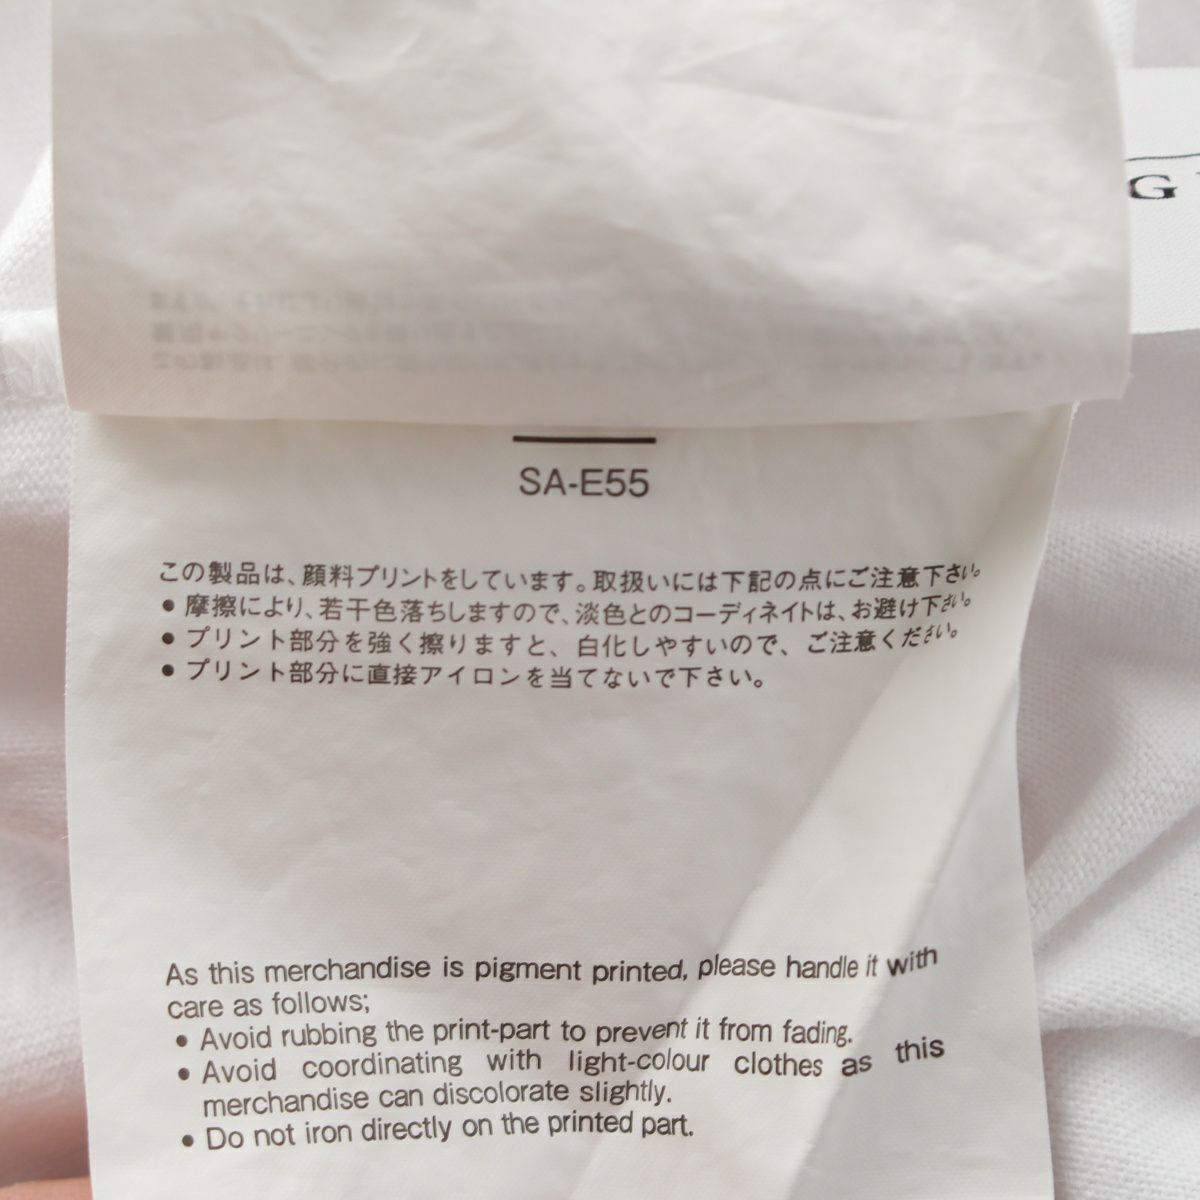 G
SA-E55
この製品は、顔料プリントをしています。取扱いには下記の点にご注意下さい。
● 摩擦により、若干色落ちしますので、淡色とのコーディネイトは、お避け下さい。
● プリント部分を強く擦りますと、白化しやすいので、ご注意ください。
● プリント部分に直接アイロンを当てないで下さい。
As this merchandise is pigment printed, please handle it with
care as follows;
● Avoid rubbing the print-part to prevent it from fading.
● Avoid coordinating with light-colour clothes as this
merchandise can discolorate slightly.
● Do not iron directly on the printed part.